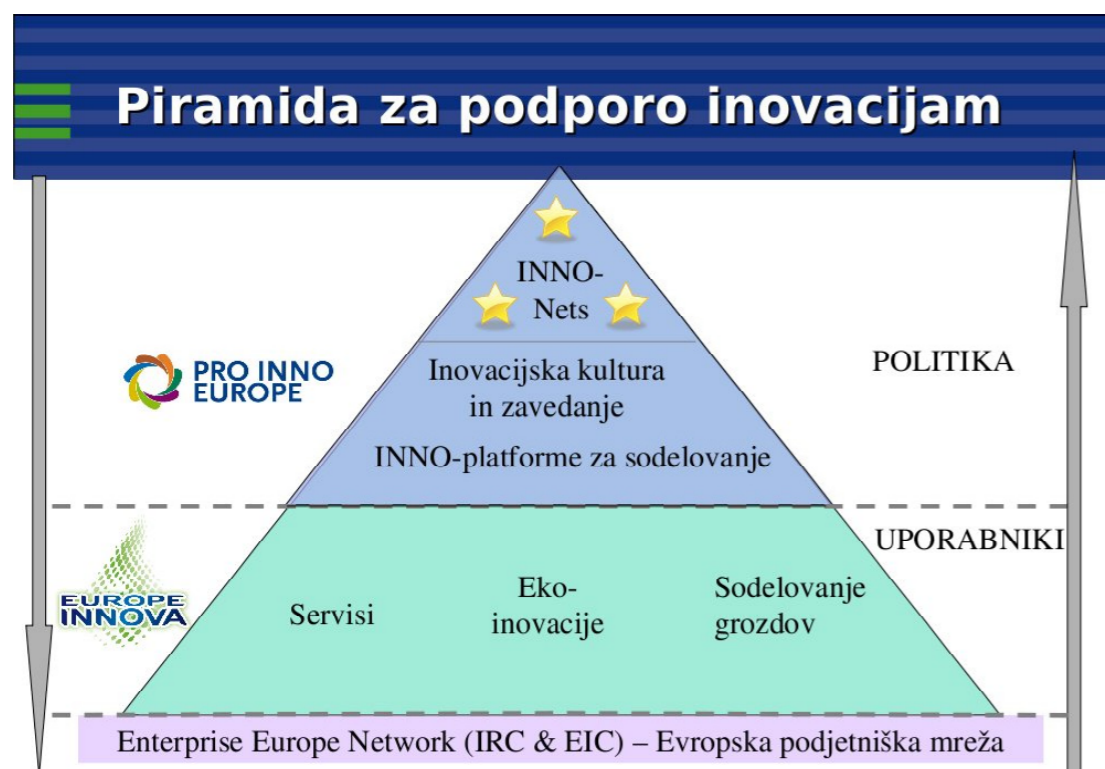 Piramida za podporo inovacijam
INNO-
Nets
PRO INNO
EUROPE
Inovacijska kultura
in zavedanje
INNO-platforme za sodelovanje
POLITIKA
UPORABNIKI
EUROPE
INNOVA
Servisi
Eko-
inovacije
Sodelovanje
grozdov
Enterprise Europe Network (IRC & EIC) – Evropska podjetniška mreža